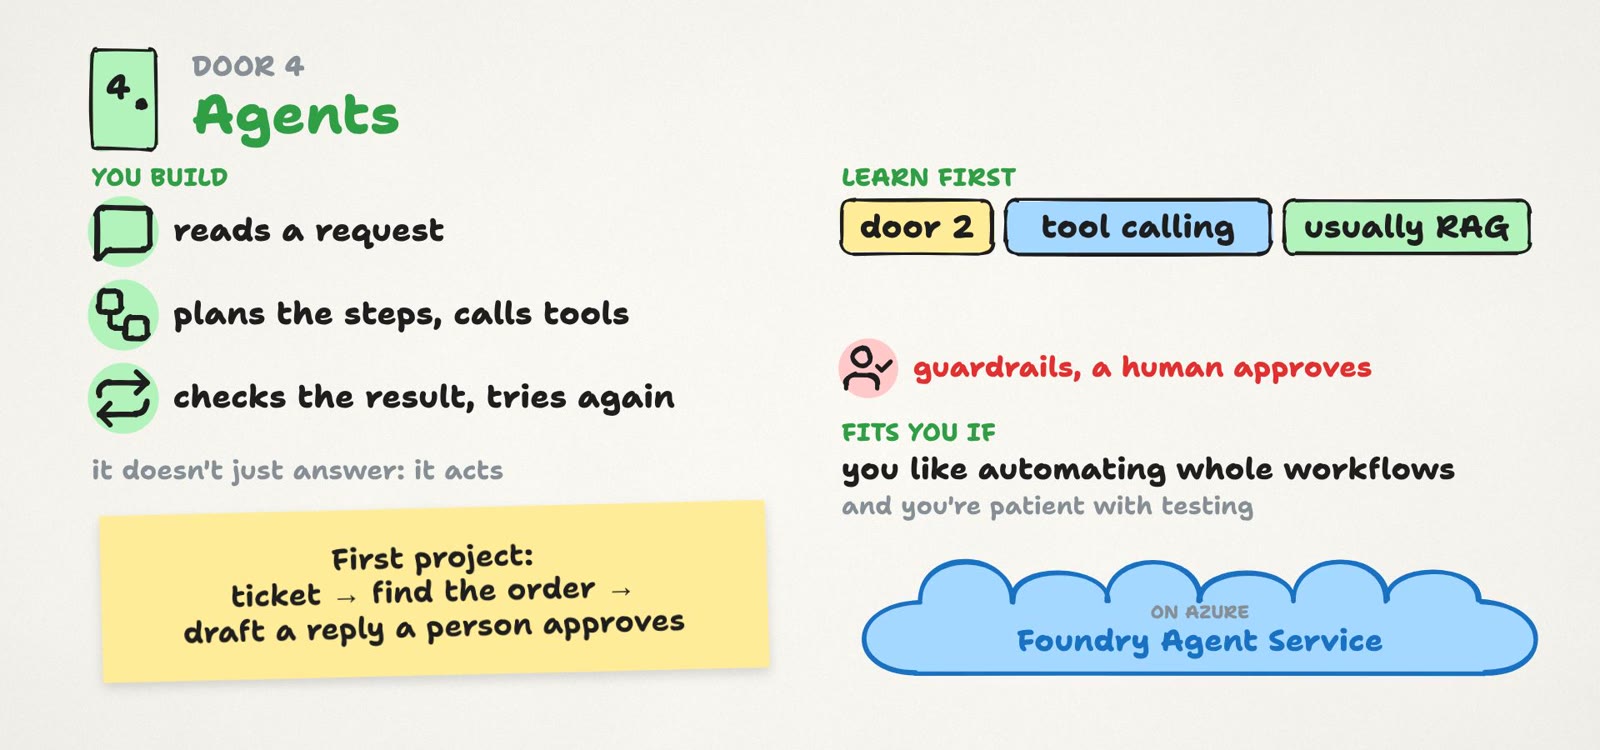 4.
DOOR 4
Agents
YOU BUILD
reads a request
plans the steps, calls tools
checks the result, tries again
it doesn't just answer: it acts
First project:
ticket → find the order →
draft a reply a person approves
LEARN FIRST
door 2
tool calling
usually RAG
guardrails, a human approves
FITS YOU IF
you like automating whole workflows
and you're patient with testing
ON AZURE
Foundry Agent Service